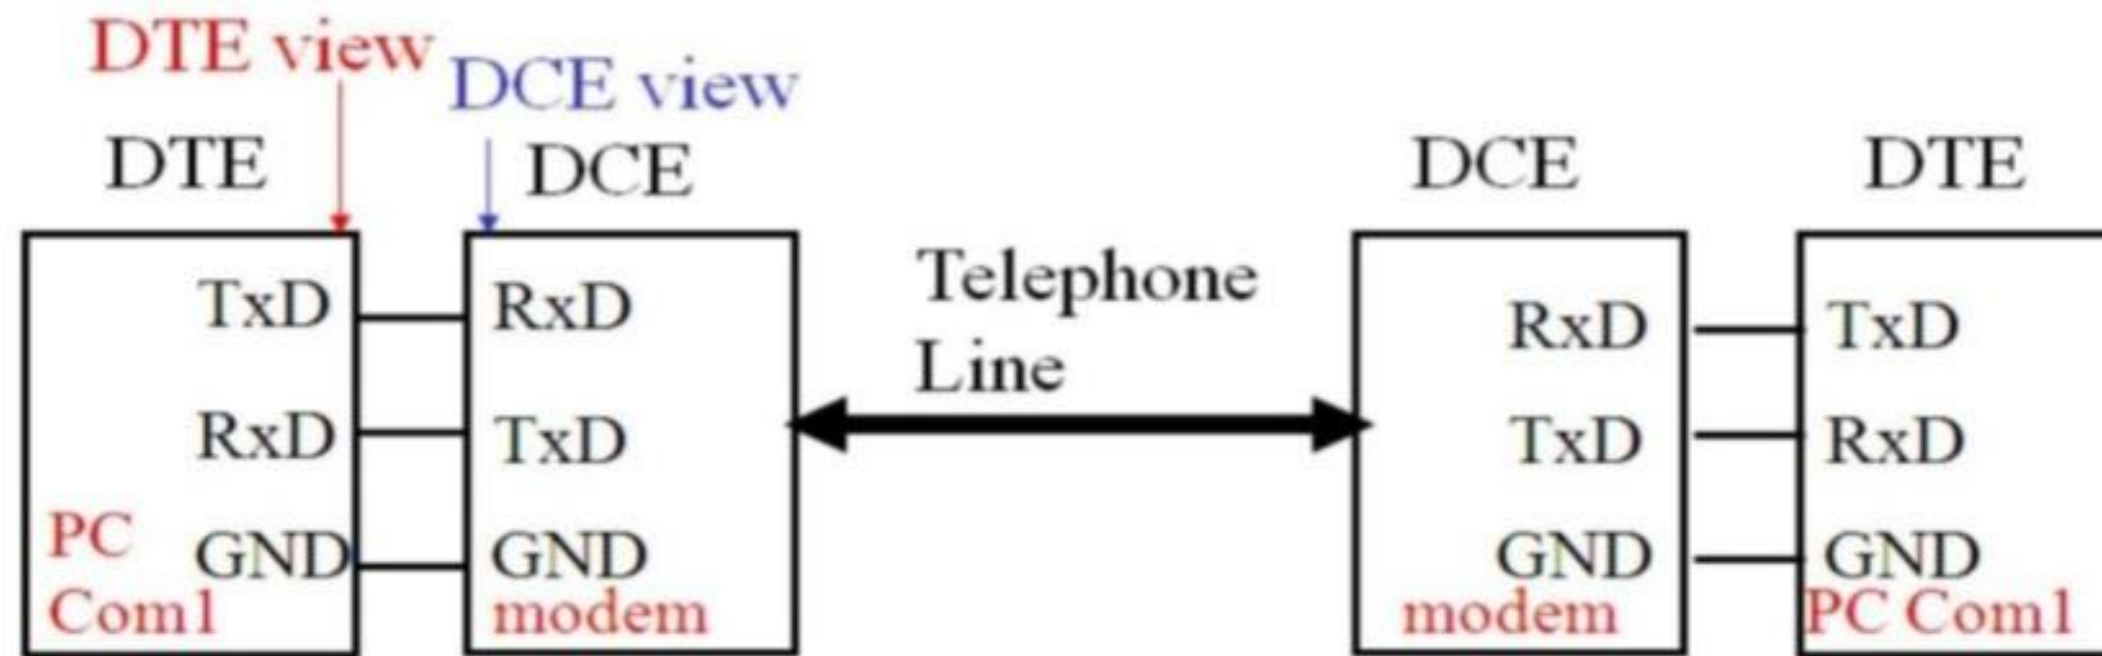 DTE view
DCE view
DTE
DCE
DCE
DTE
TxD
RxD
RxD
TxD
GND
GND
PC
Com1
modem
Telephone
Line
RxD
TxD
TxD
RxD
GND
GND
modem
PC Com1